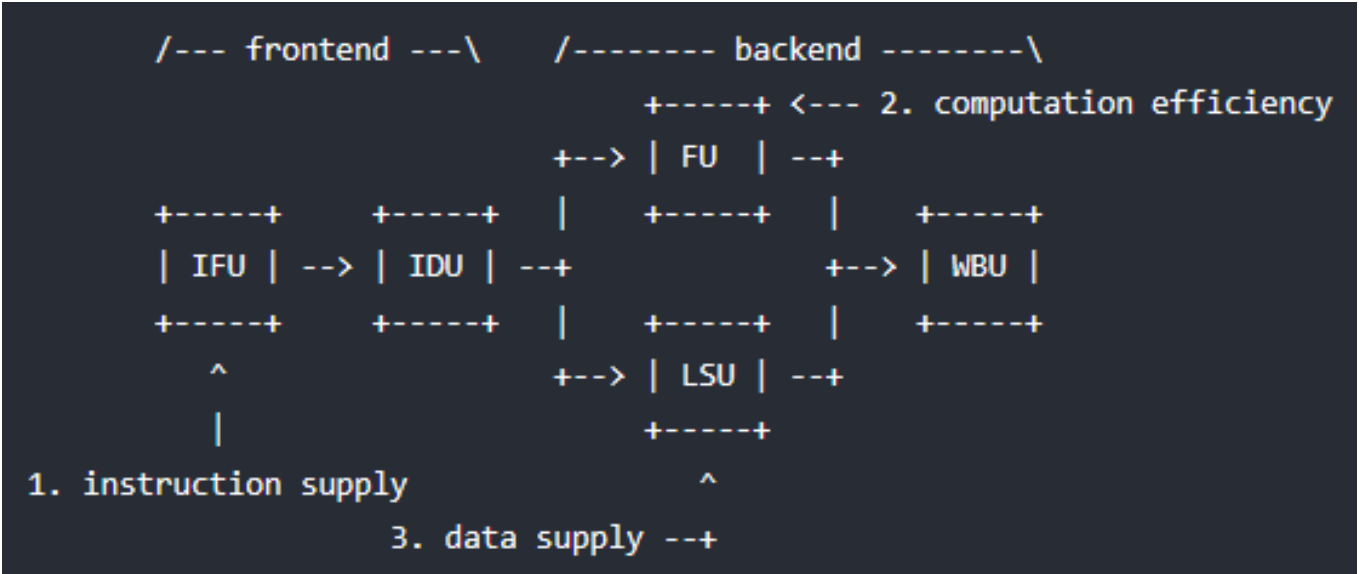 /--- frontend ---\    /-------- backend --------\
                           +-----+ <--- 2. computation efficiency
                      +--> | FU  | --+
+-----+    +-----+   |    +-----+   |    +-----+
| IFU | --> | IDU | --+              +--> | WBU |
+-----+    +-----+   |    +-----+   |    +-----+
   ^                  +--> | LSU | --+
   |                       +-----+
1. instruction supply                ^
                    3. data supply --+